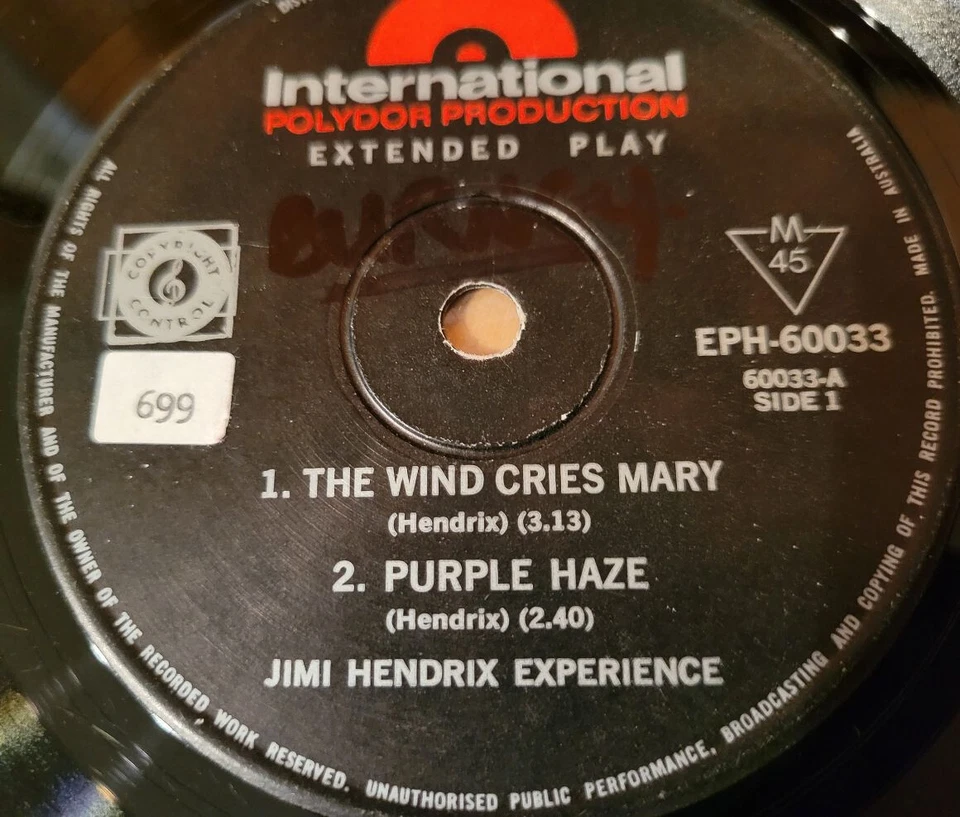 International
POLYDOR PRODUCTION
EXTENDED PLAY
COPYRIGHT CONTROL
699
M
45
EPH-60033
60033-A
SIDE 1
1. THE WIND CRIES MARY
(Hendrix) (3.13)
2. PURPLE HAZE
(Hendrix) (2.40)
JIMI HENDRIX EXPERIENCE
ALL RIGHTS OF THE MANUFACTURER AND OF THE OWNER OF THE RECORDED WORK RESERVED. UNAUTHORISED PUBLIC PERFORMANCE, BROADCASTING AND COPYING OF THIS RECORD PROHIBITED. MADE IN AUSTRALIA